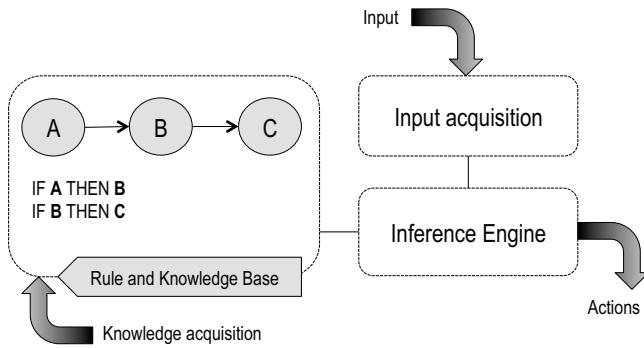 Input
Input acquisition
A
B
C
IF A THEN B
IF B THEN C
Inference Engine
Rule and Knowledge Base
Actions
Knowledge acquisition